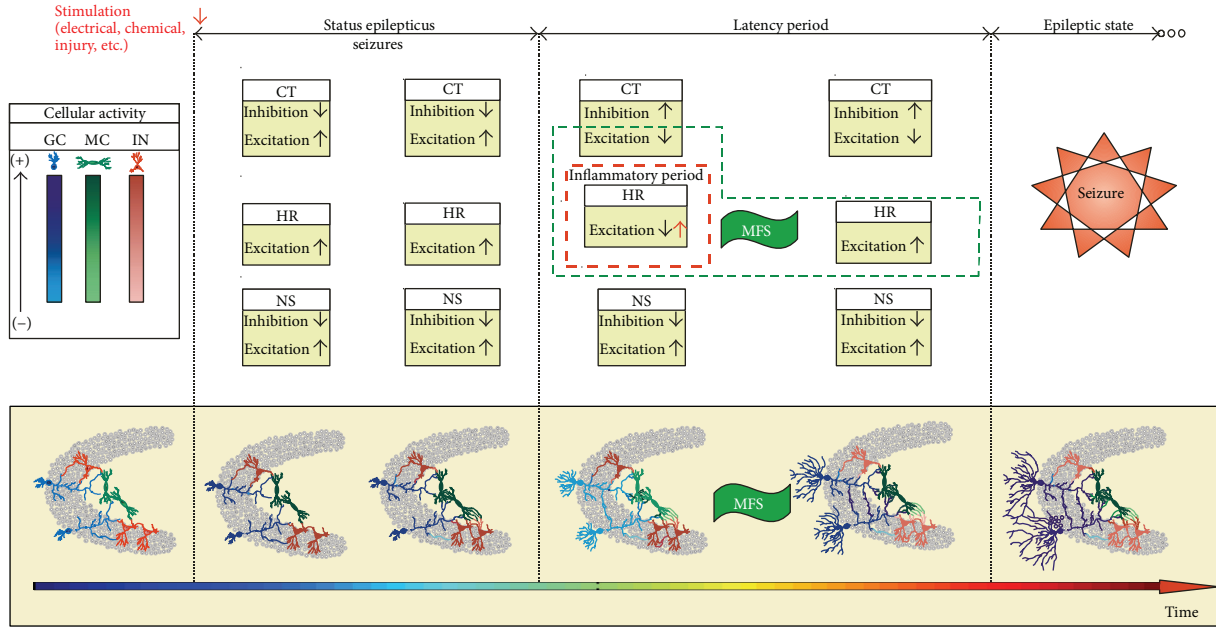 Stimulation
(electrical, chemical,
injury, etc.)
Status epilepticus
seizures
Latency period
Epileptic state
Cellular activity
GC MC IN
(+)
(−)
CT
Inhibition ↓
Excitation ↑
CT
Inhibition ↓
Excitation ↑
CT
Inhibition ↑
Excitation ↓
CT
Inhibition ↑
Excitation ↓
HR
Excitation ↑
HR
Excitation ↑
Inflammatory period
HR
Excitation ↓↑
MFS
HR
Excitation ↑
Seizure
NS
Inhibition ↓
Excitation ↑
NS
Inhibition ↓
Excitation ↑
NS
Inhibition ↓
Excitation ↑
NS
Inhibition ↓
Excitation ↑
MFS
Time